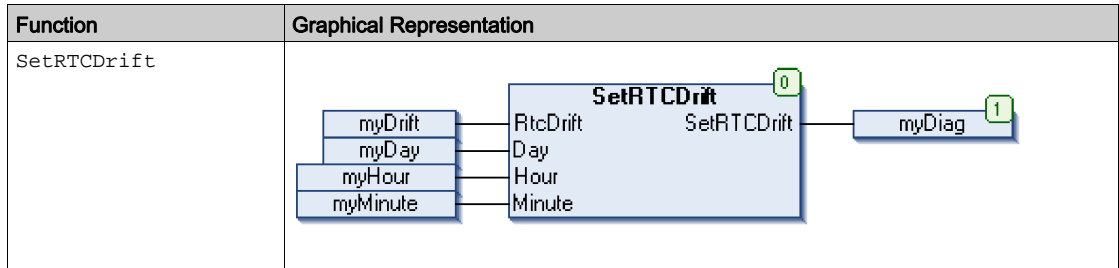 Function Graphical Representation
SetRTCDrift
0
SetRTCDrift
1
myDrift RtcDrift SetRTCDrift myDiag
myDay Day
myHour Hour
myMinute Minute